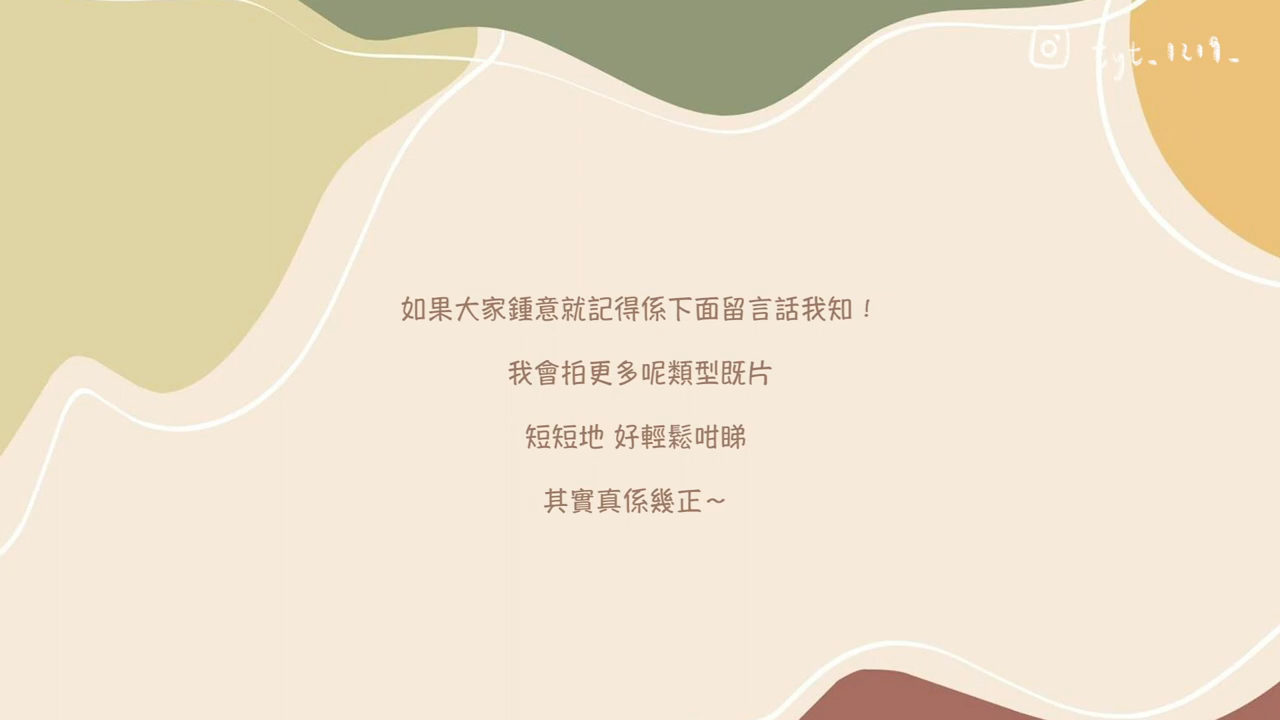 tyt_1219_
如果大家鍾意就記得係下面留言話我知！
我會拍更多呢類型既片
短短地 好輕鬆咁睇
其實真係幾正～